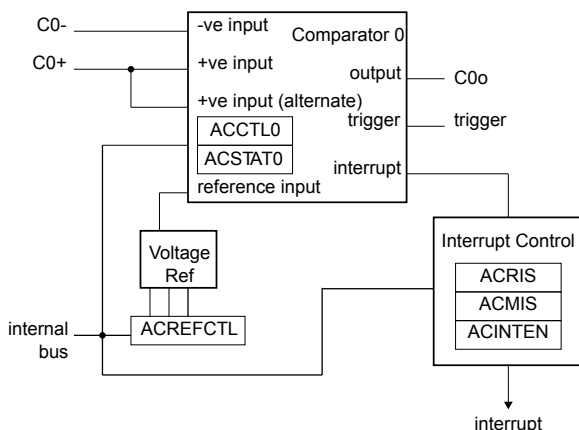 C0-
-ve input
Comparator 0
C0+
+ve input
output
C0o
+ve input (alternate)
trigger
trigger
ACCTL0
ACSTAT0
interrupt
reference input
Voltage
Ref
Interrupt Control
ACRIS
ACMIS
ACINTEN
internal
bus
ACREFCTL
interrupt